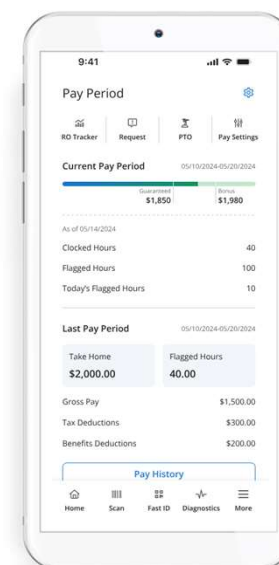 9:41
Pay Period
RO Tracker Request PTO Pay Settings
Current Pay Period 05/10/2024-05/20/2024
Guaranteed Bonus
$1,850 $1,980
As of 05/14/2024
Clocked Hours 40
Flagged Hours 100
Today's Flagged Hours 10
Last Pay Period 05/10/2024-05/20/2024
Take Home Flagged Hours
$2,000.00 40.00
Gross Pay $1,500.00
Tax Deductions $300.00
Benefits Deductions $200.00
Pay History
Home Scan Fast ID Diagnostics More